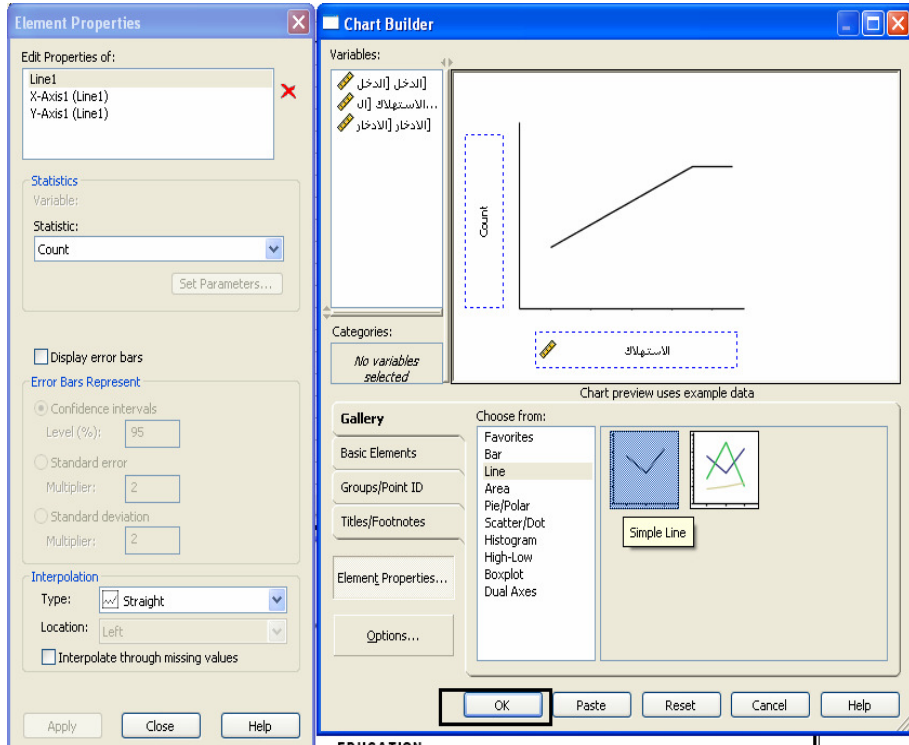 Element Properties
Edit Properties of:
Line1
X-Axis1 (Line1)
Y-Axis1 (Line1)
Statistics
Variable:
Statistic:
Count
Set Parameters...
Display error bars
Error Bars Represent
Confidence intervals
Level (%): 95
Standard error
Multiplier: 2
Standard deviation
Multiplier: 2
Interpolation
Type: Straight
Location: Left
Interpolate through missing values
Apply Close Help
Chart Builder
Variables:
الدخل [الدخل]
الاستهلاك [ال...
الادخار [الادخار]
Count
الاستهلاك
Categories:
No variables
selected
Chart preview uses example data
Gallery
Basic Elements
Groups/Point ID
Titles/Footnotes
Element Properties...
Options...
Choose from:
Favorites
Bar
Line
Area
Pie/Polar
Scatter/Dot
Histogram
High-Low
Boxplot
Dual Axes
Simple Line
OK Paste Reset Cancel Help